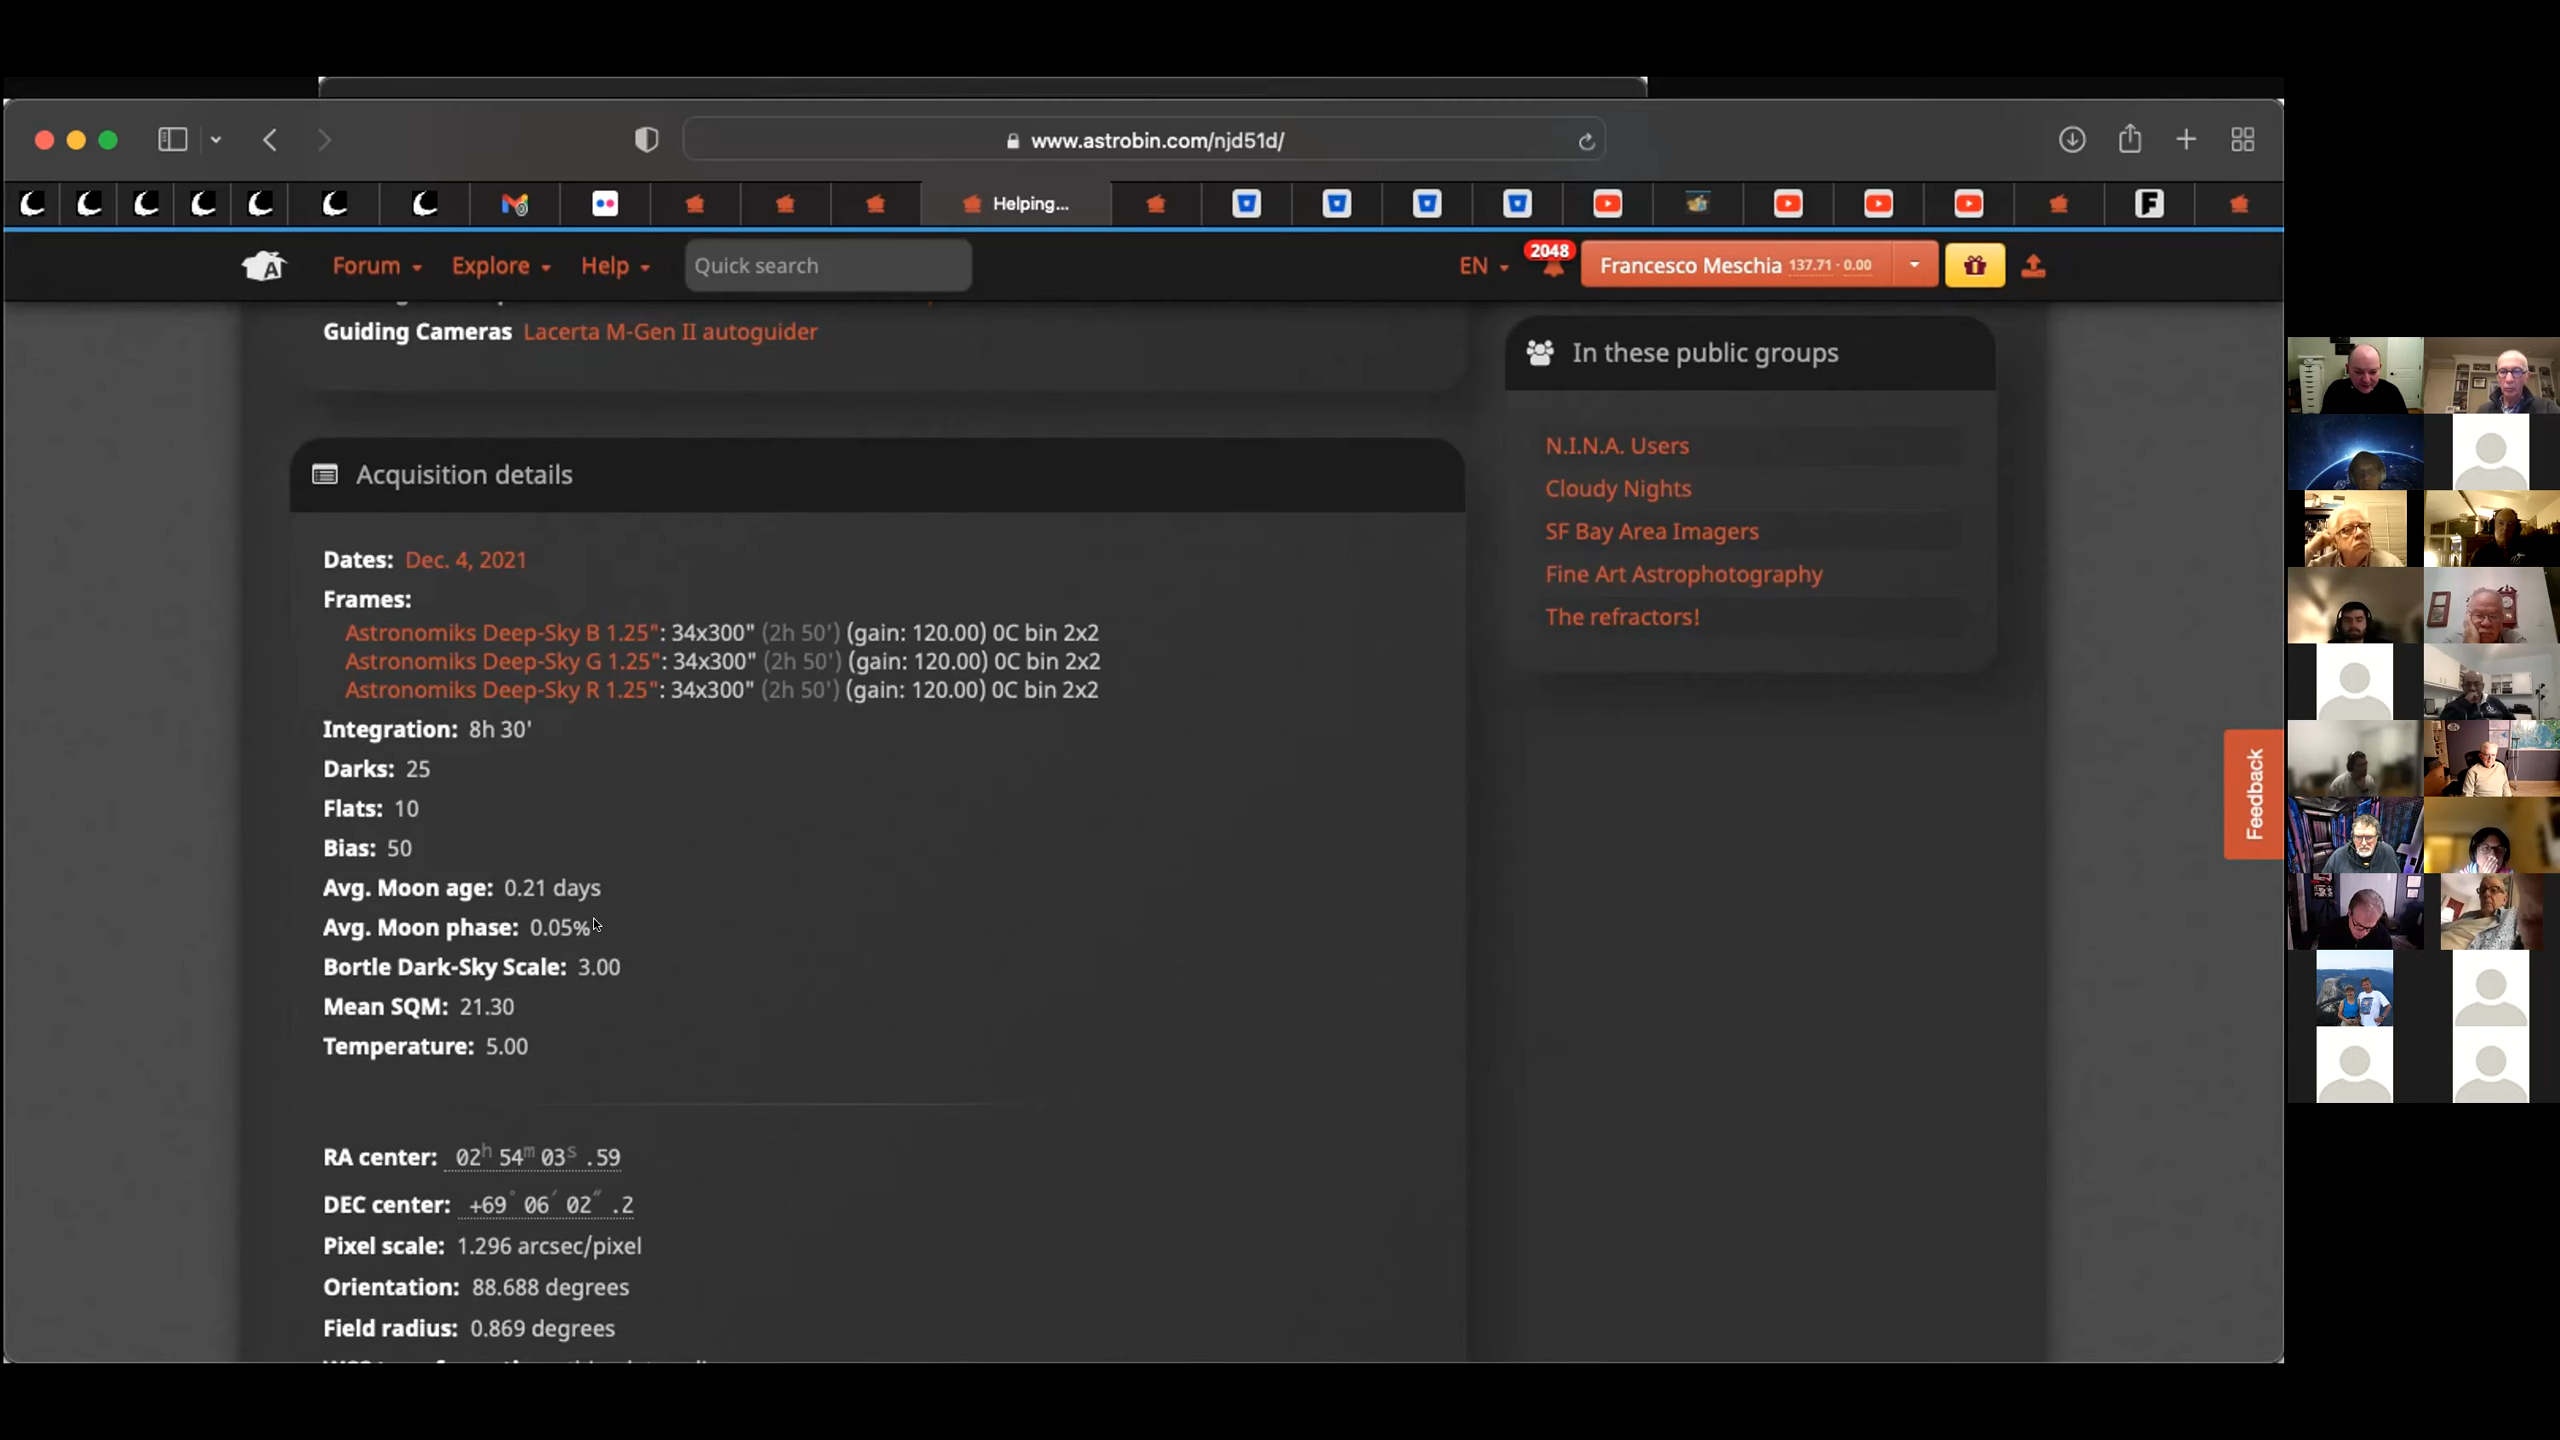 www.astrobin.com/njd51d/
Helping...
Forum
Explore
Help
Quick search
EN
2048
Francesco Meschia 137.71 · 0.00
Guiding Cameras Lacerta M-Gen II autoguider
Acquisition details
Dates: Dec. 4, 2021
Frames:
Astronomiks Deep-Sky B 1.25": 34x300" (2h 50') (gain: 120.00) 0C bin 2x2
Astronomiks Deep-Sky G 1.25": 34x300" (2h 50') (gain: 120.00) 0C bin 2x2
Astronomiks Deep-Sky R 1.25": 34x300" (2h 50') (gain: 120.00) 0C bin 2x2
Integration: 8h 30'
Darks: 25
Flats: 10
Bias: 50
Avg. Moon age: 0.21 days
Avg. Moon phase: 0.05%
Bortle Dark-Sky Scale: 3.00
Mean SQM: 21.30
Temperature: 5.00
RA center: 02h 54m 03s .59
DEC center: +69° 06′ 02″ .2
Pixel scale: 1.296 arcsec/pixel
Orientation: 88.688 degrees
Field radius: 0.869 degrees
In these public groups
N.I.N.A. Users
Cloudy Nights
SF Bay Area Imagers
Fine Art Astrophotography
The refractors!
Feedback